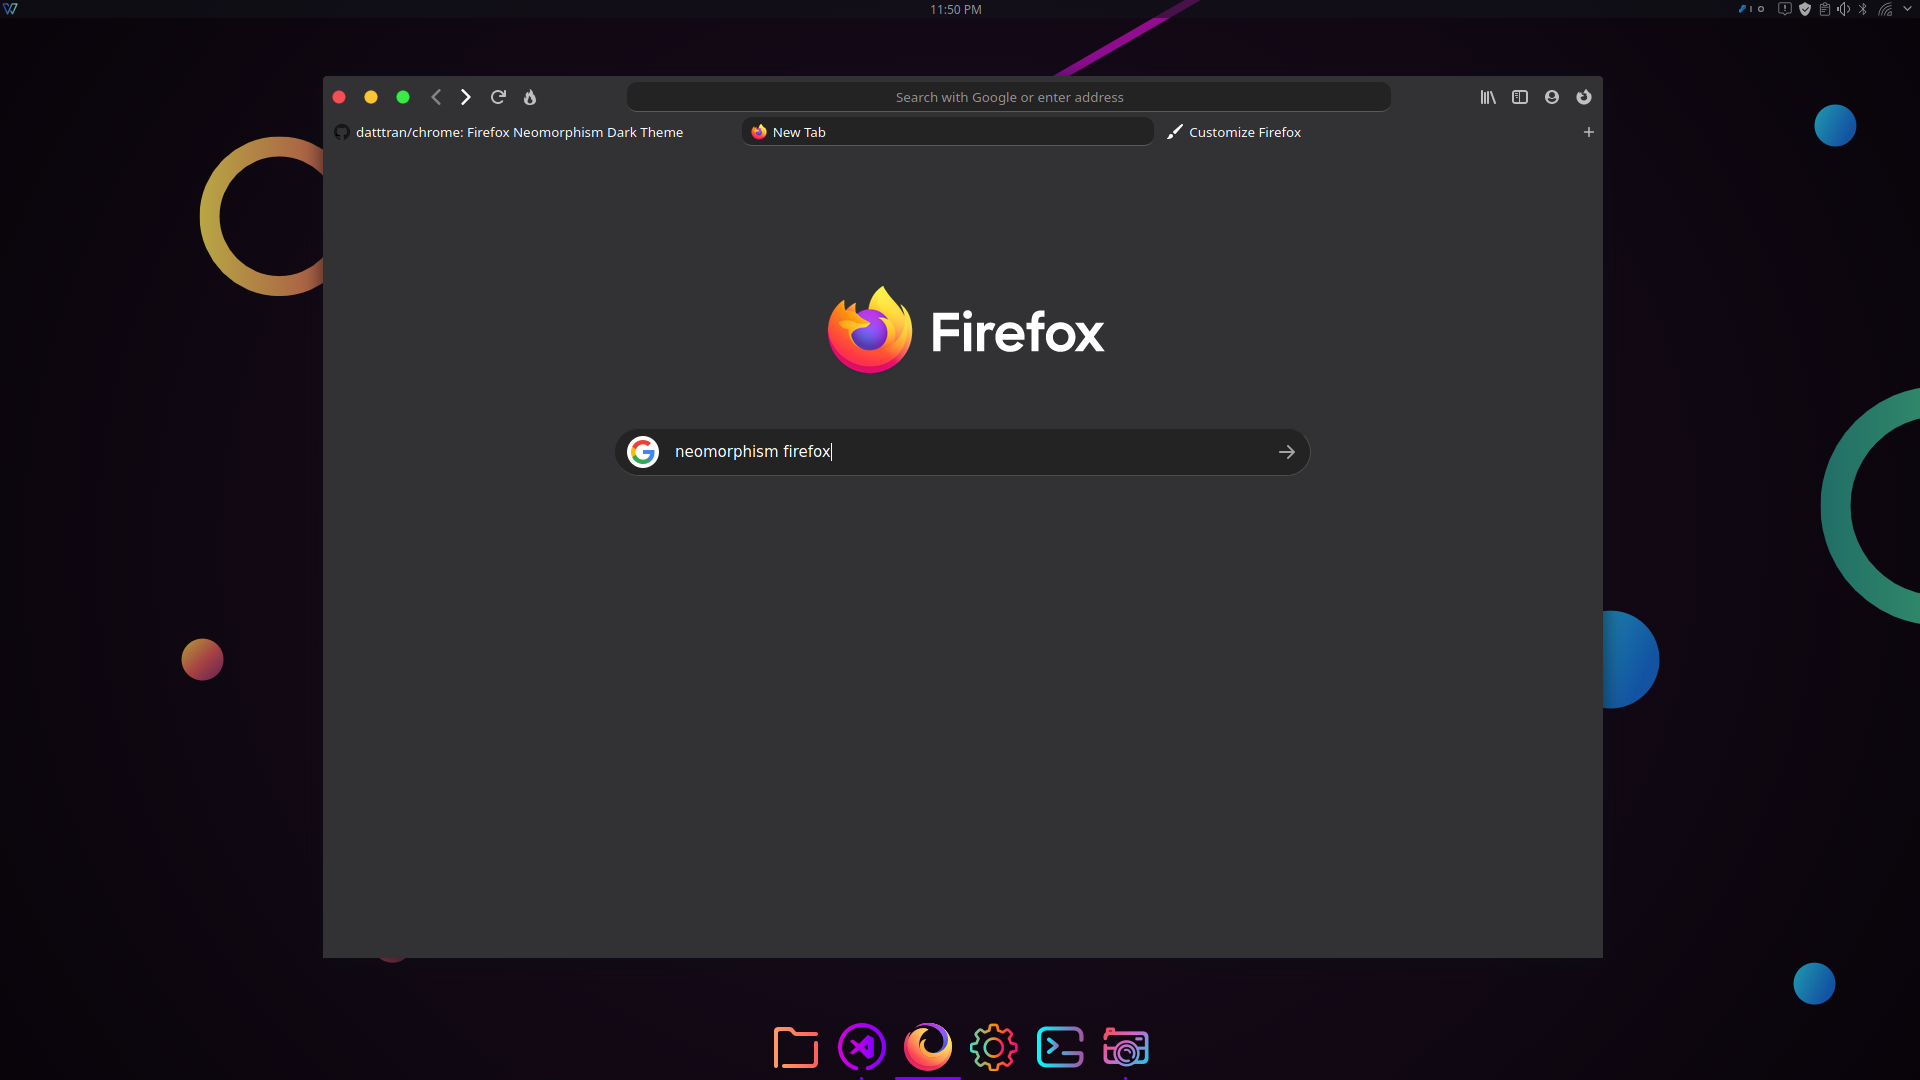 11:50 PM
Search with Google or enter address
datttran/chrome: Firefox Neomorphism Dark Theme
New Tab
Customize Firefox
Firefox
neomorphism firefox